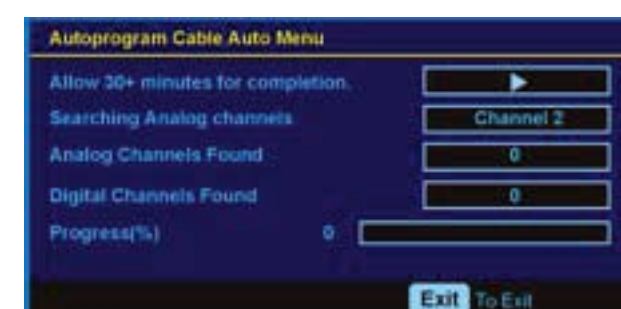 Autoprogram Cable Auto Menu
Allow 30+ minutes for completion.
Searching Analog channels Channel 2
Analog Channels Found 0
Digital Channels Found 0
Progress(%) 0
Exit To Exit